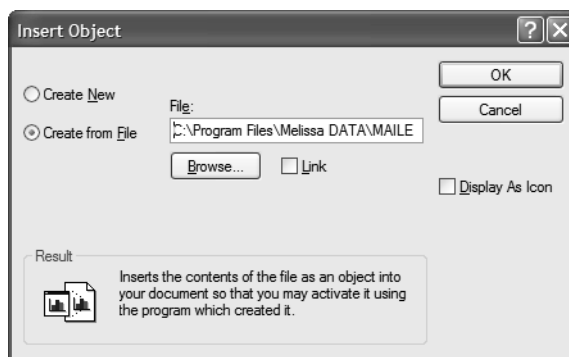 Insert Object
OK
Create New
File:
Cancel
Create from File
C:\Program Files\Melissa DATA\MAILE
Browse...
Link
Display As Icon
Result
Inserts the contents of the file as an object into
your document so that you may activate it using
the program which created it.